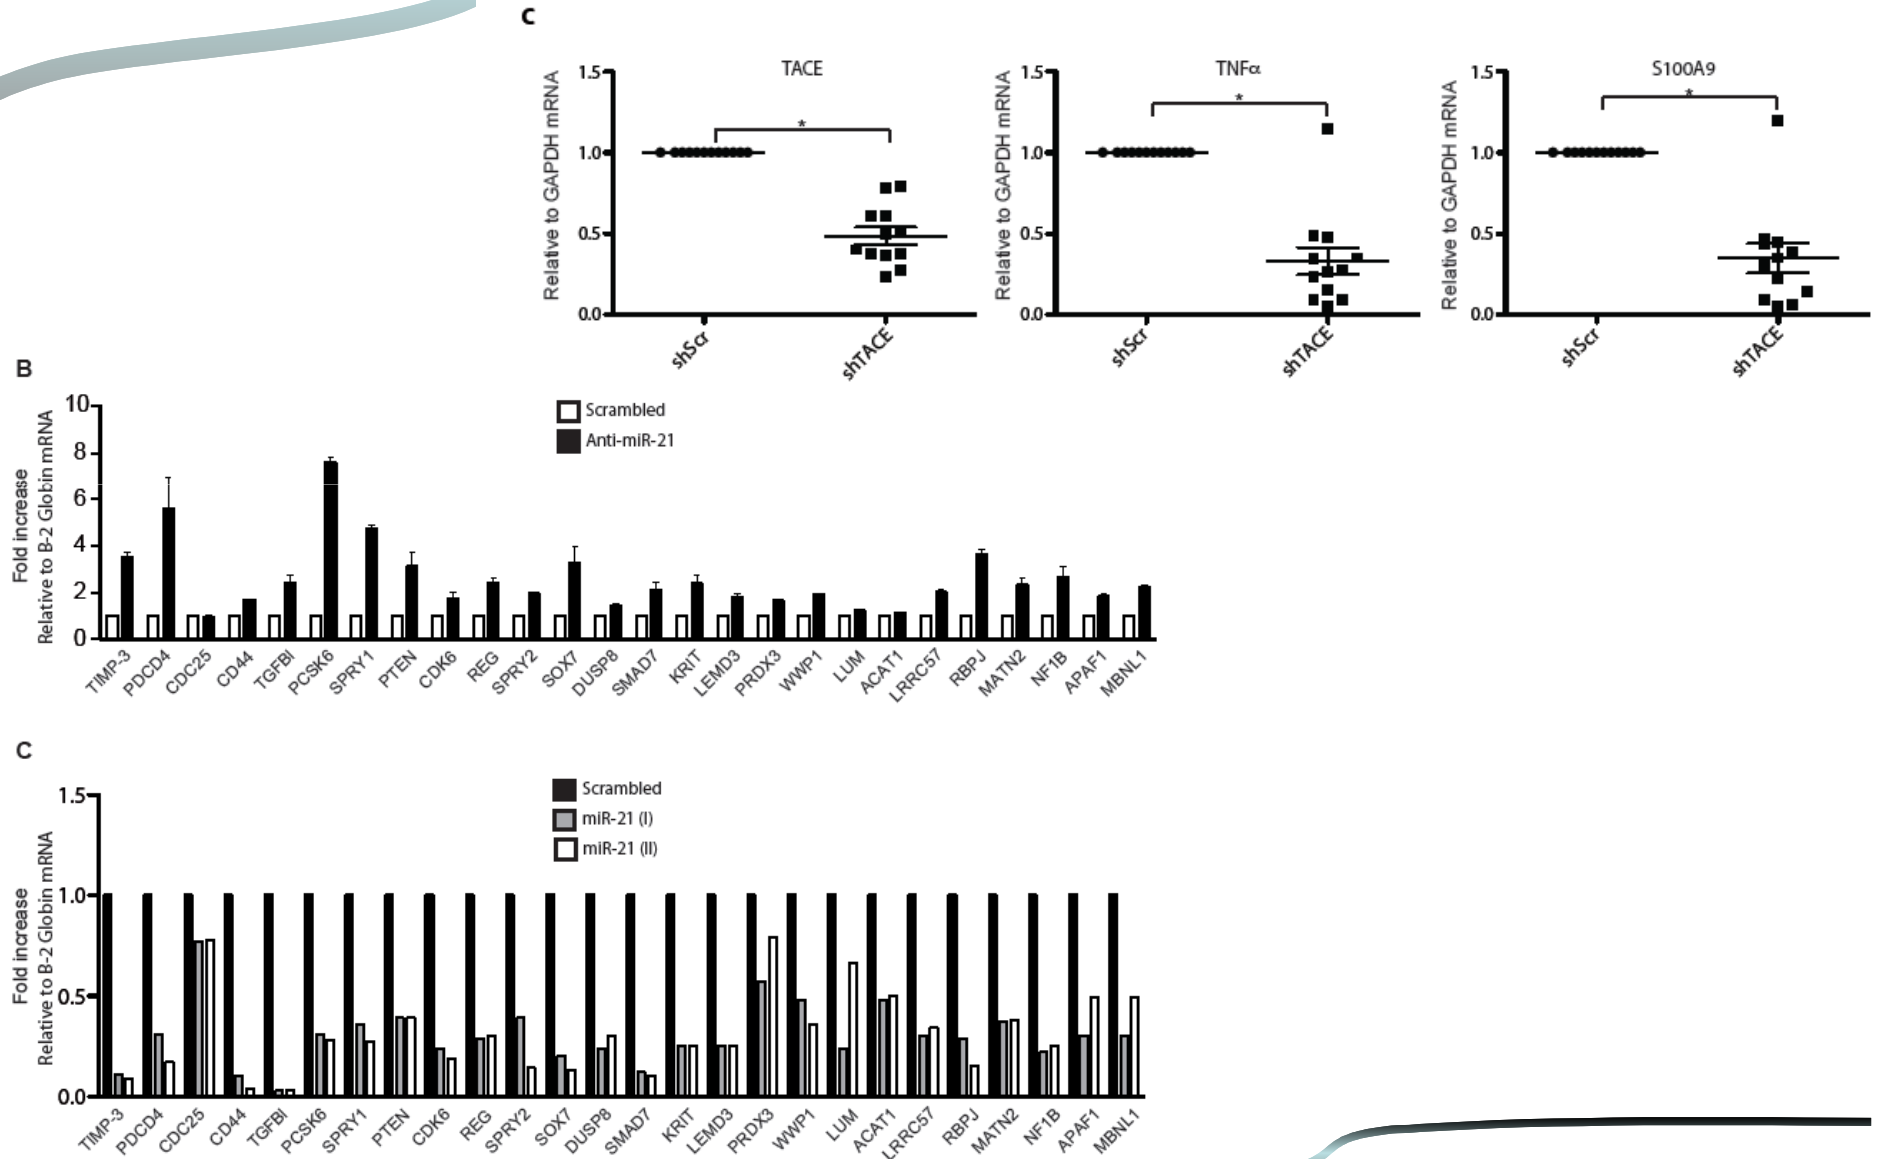 C
TACE
TNFα
S100A9
Relative to GAPDH mRNA
1.5
1.0
0.5
0.0
*
shScr
shTACE
Relative to GAPDH mRNA
1.5
1.0
0.5
0.0
*
shScr
shTACE
Relative to GAPDH mRNA
1.5
1.0
0.5
0.0
*
shScr
shTACE
B
Fold increase
Relative to B-2 Globin mRNA
10
8
6
4
2
0
Scrambled
Anti-miR-21
TIMP-3
PDCD4
CDC25
CD44
TGFBI
PCSK6
SPRY1
PTEN
CDK6
REG
SPRY2
SOX7
DUSP8
SMAD7
KRIT
LEMD3
PRDX3
WWP1
LUM
ACAT1
LRRC57
RBPJ
MATN2
NF1B
APAF1
MBNL1
C
Fold increase
Relative to B-2 Globin mRNA
1.5
1.0
0.5
0.0
Scrambled
miR-21 (I)
miR-21 (II)
TIMP-3
PDCD4
CDC25
CD44
TGFBI
PCSK6
SPRY1
PTEN
CDK6
REG
SPRY2
SOX7
DUSP8
SMAD7
KRIT
LEMD3
PRDX3
WWP1
LUM
ACAT1
LRRC57
RBPJ
MATN2
NF1B
APAF1
MBNL1